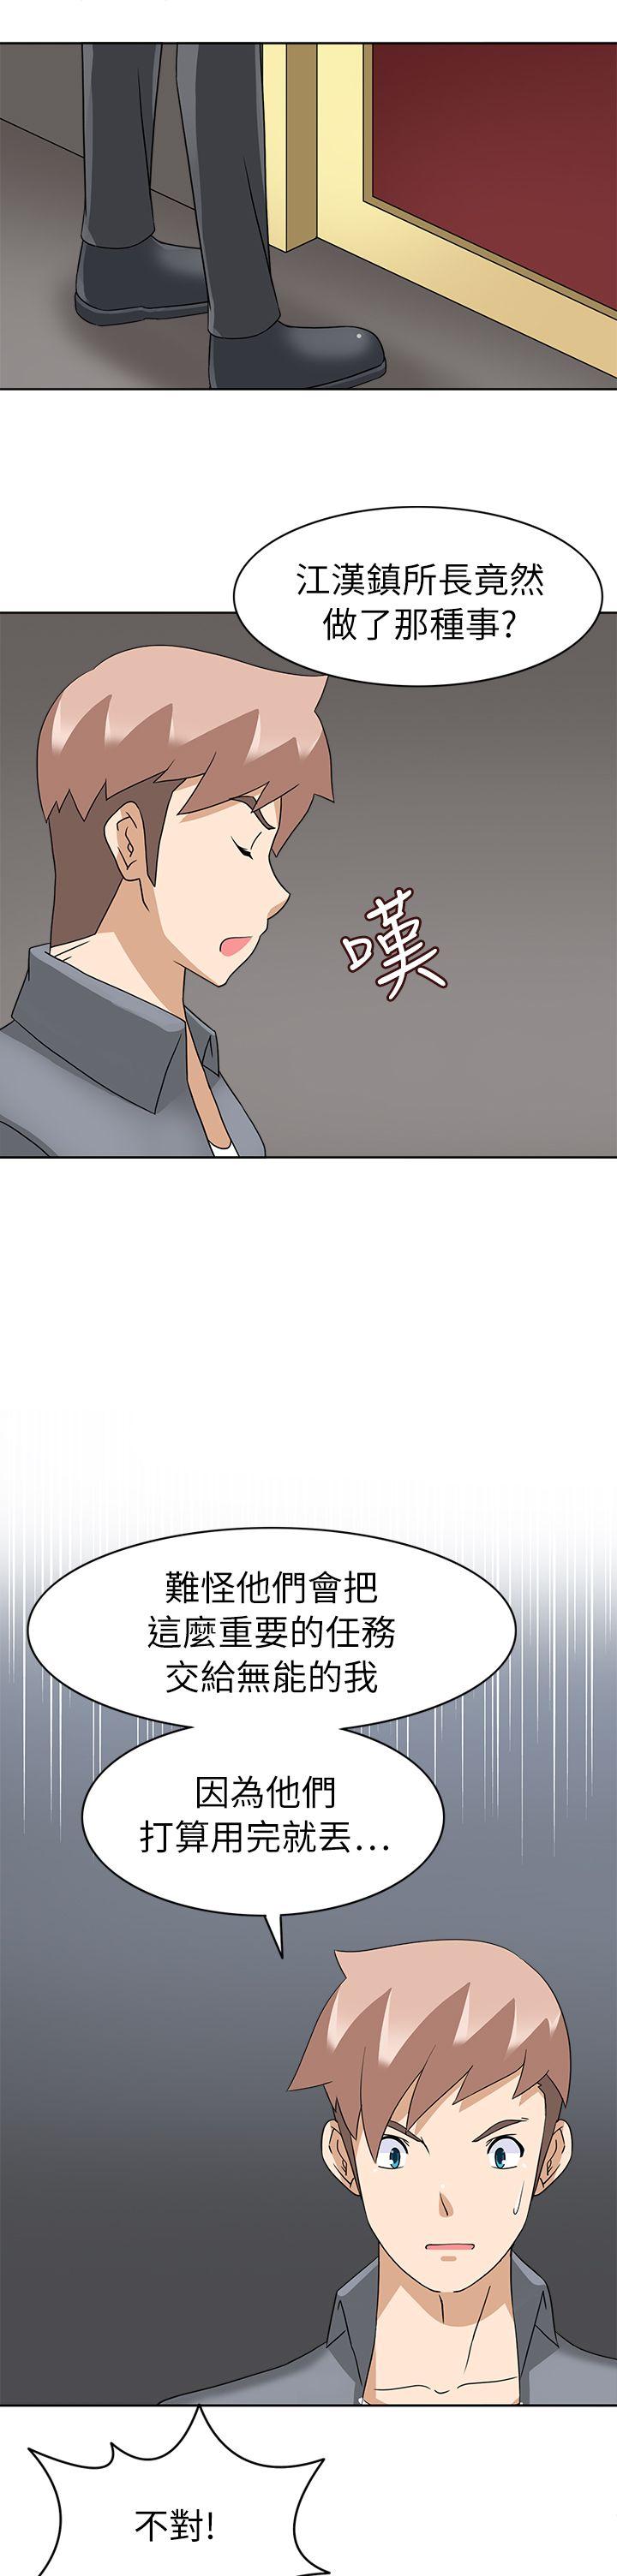 江漢鎮所長竟然
做了那種事?
嘆
難怪他們會把
這麼重要的任務
交給無能的我
因為他們
打算用完就丟...
不對!